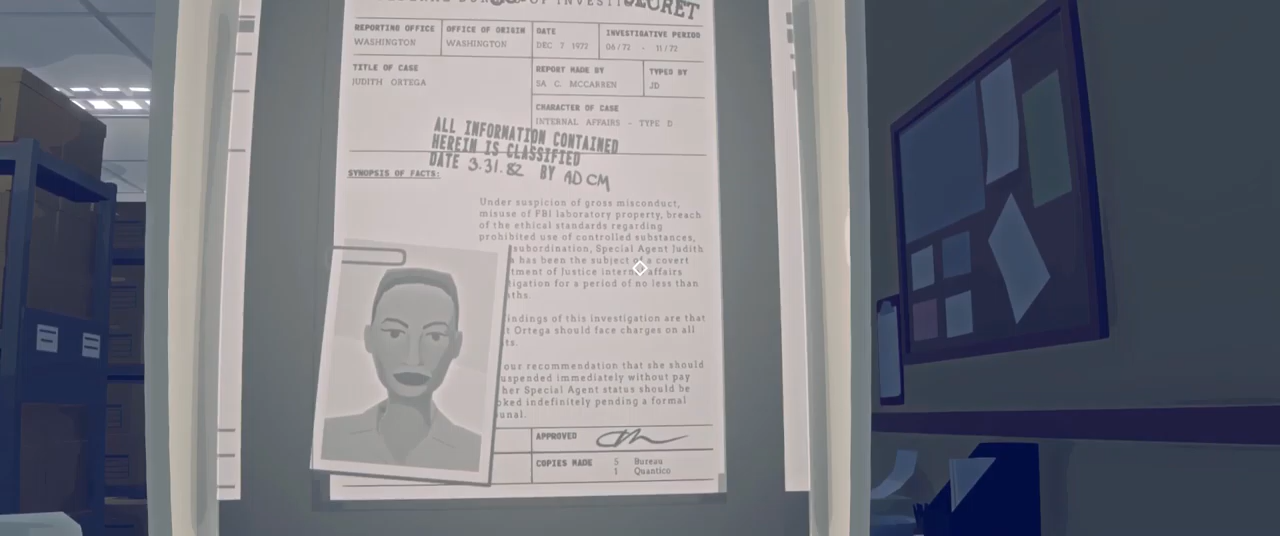 OF INVESTI
SECRET
REPORTING OFFICE
WASHINGTON
OFFICE OF ORIGIN
WASHINGTON
DATE
DEC 7 1972
INVESTIGATIVE PERIOD
06/72 - 11/72
TITLE OF CASE
JUDITH ORTEGA
REPORT MADE BY
SA C. MCCARREN
TYPED BY
JD
CHARACTER OF CASE
INTERNAL AFFAIRS - TYPE D
ALL INFORMATION CONTAINED
HEREIN IS CLASSIFIED
DATE 3.31.82 BY AD CM
SYNOPSIS OF FACTS:
Under suspicion of gross misconduct,
misuse of FBI laboratory property, breach
of the ethical standards regarding
prohibited use of controlled substances,
subordination, Special Agent Judith
a has been the subject of a covert
tment of Justice internal affairs
igation for a period of no less than
ths.
indings of this investigation are that
t Ortega should face charges on all
ts.
our recommendation that she should
uspended immediately without pay
her Special Agent status should be
oked indefinitely pending a formal
unal.
APPROVED
COPIES MADE
5 Bureau
1 Quantico